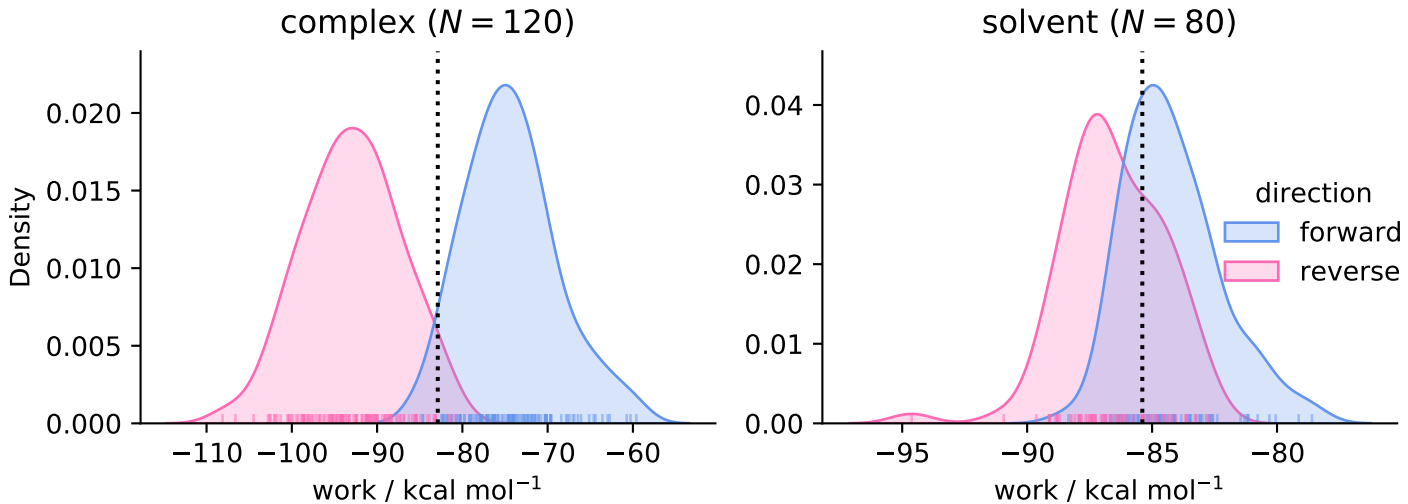 complex (N = 120)
Density
0.020
0.015
0.010
0.005
0.000
−110
−100
−90
−80
−70
−60
work / kcal mol⁻¹
solvent (N = 80)
0.04
0.03
0.02
0.01
0.00
−95
−90
−85
−80
work / kcal mol⁻¹
direction
forward
reverse